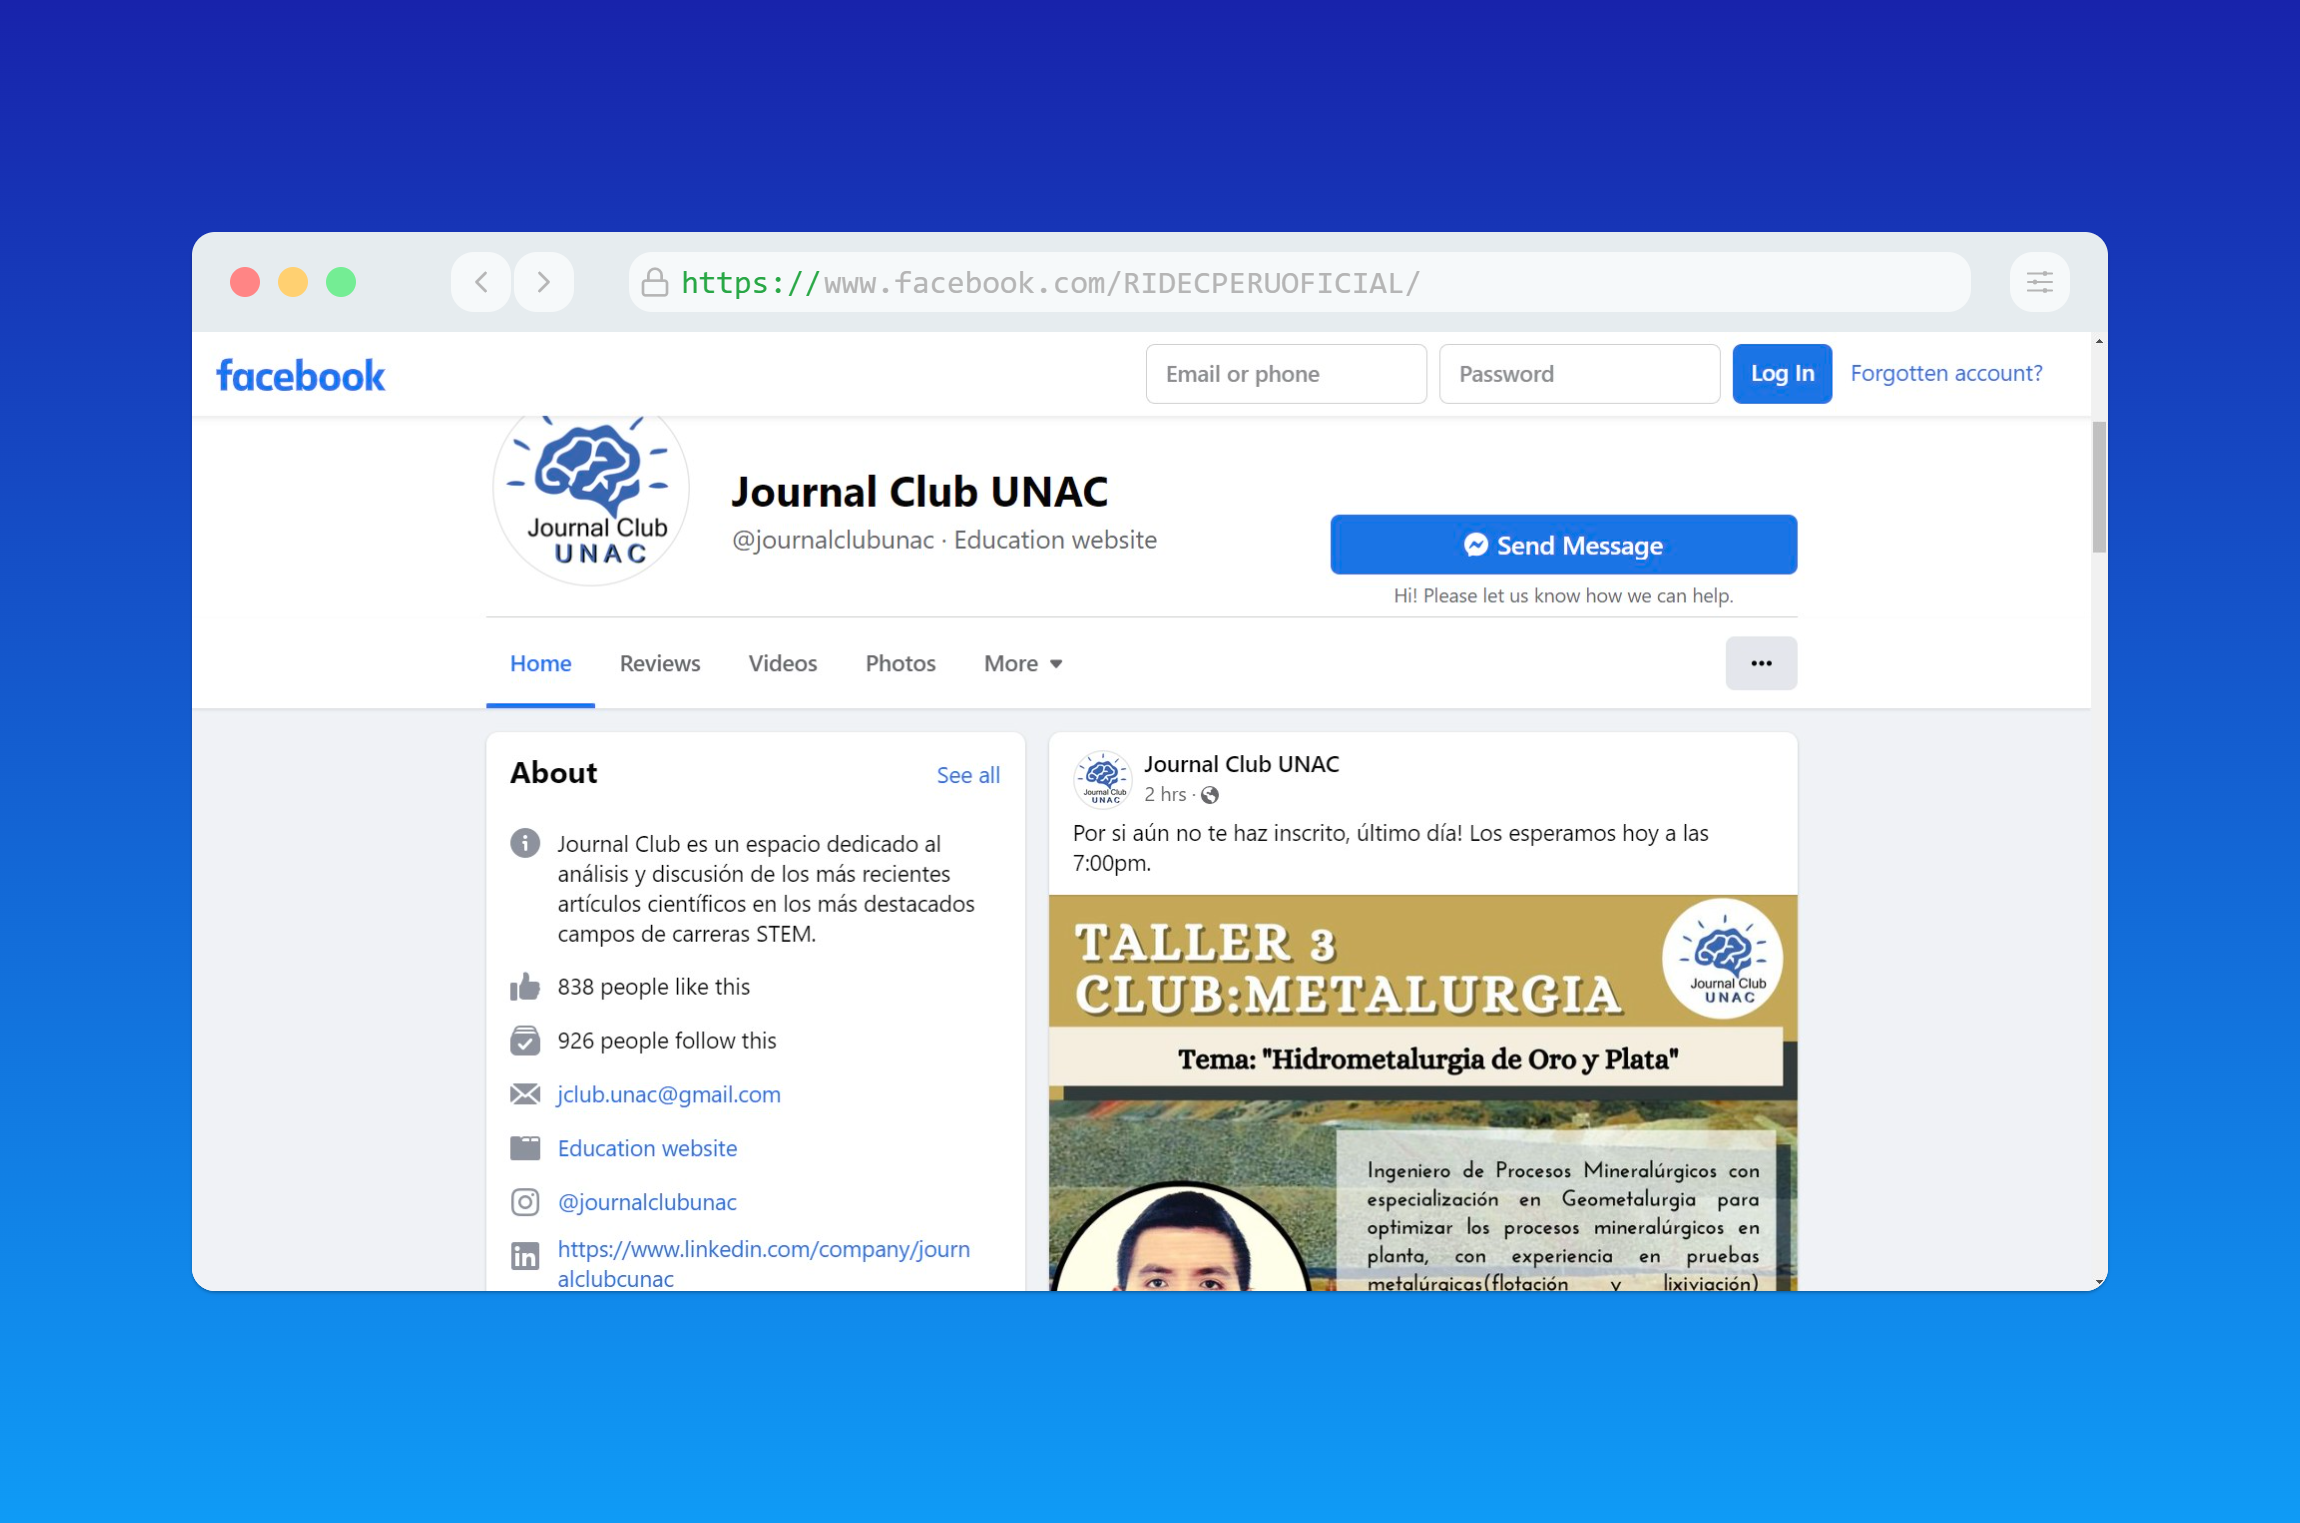 https://www.facebook.com/RIDECPERUOFICIAL/
facebook
Email or phone
Password
Log In
Forgotten account?
Journal Club
UNAC
Journal Club UNAC
@journalclubunac · Education website
Send Message
Hi! Please let us know how we can help.
Home
Reviews
Videos
Photos
More
About
See all
Journal Club es un espacio dedicado al
análisis y discusión de los más recientes
artículos científicos en los más destacados
campos de carreras STEM.
838 people like this
926 people follow this
jclub.unac@gmail.com
Education website
@journalclubunac
https://www.linkedin.com/company/journ
alclubcunac
Journal Club
UNAC
Journal Club UNAC
2 hrs ·
Por si aún no te haz inscrito, último día! Los esperamos hoy a las
7:00pm.
TALLER 3
CLUB:METALURGIA
Journal Club
UNAC
Tema: "Hidrometalurgia de Oro y Plata"
Ingeniero de Procesos Mineralúrgicos con
especialización en Geometalurgia para
optimizar los procesos mineralúrgicos en
planta, con experiencia en pruebas
metalúrgicas(flotación y lixiviación)